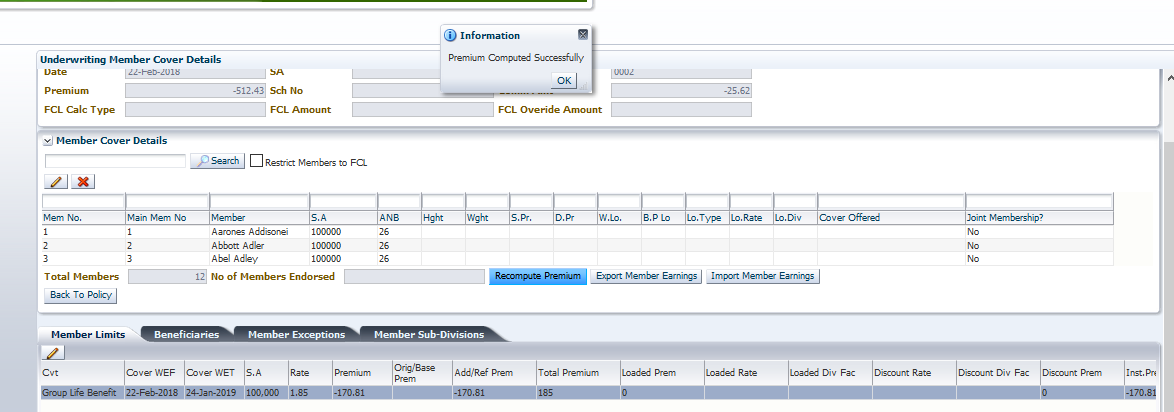 Information
Premium Computed Successfully
OK
Underwriting Member Cover Details
Date 22-Feb-2018 SA 0002
Premium -512.43 Sch No -25.62
FCL Calc Type FCL Amount FCL Overide Amount
Member Cover Details
Search Restrict Members to FCL
Mem No. Main Mem No Member S.A ANB Hght Wght S.Pr. D.Pr W.Lo. B.P Lo Lo.Type Lo.Rate Lo.Div Cover Offered Joint Membership?
1 1 Aarones Addisonei 100000 26 No
2 2 Abbott Adler 100000 26 No
3 3 Abel Adley 100000 26 No
Total Members 12 No of Members Endorsed Recompute Premium Export Member Earnings Import Member Earnings
Back To Policy
Member Limits Beneficiaries Member Exceptions Member Sub-Divisions
Cvt Cover WEF Cover WET S.A Rate Premium Orig/Base Prem Add/Ref Prem Total Premium Loaded Prem Loaded Rate Loaded Div Fac Discount Rate Discount Div Fac Discount Prem Inst.Pre
Group Life Benefit 22-Feb-2018 24-Jan-2019 100,000 1.85 -170.81 -170.81 185 0 0 -170.81